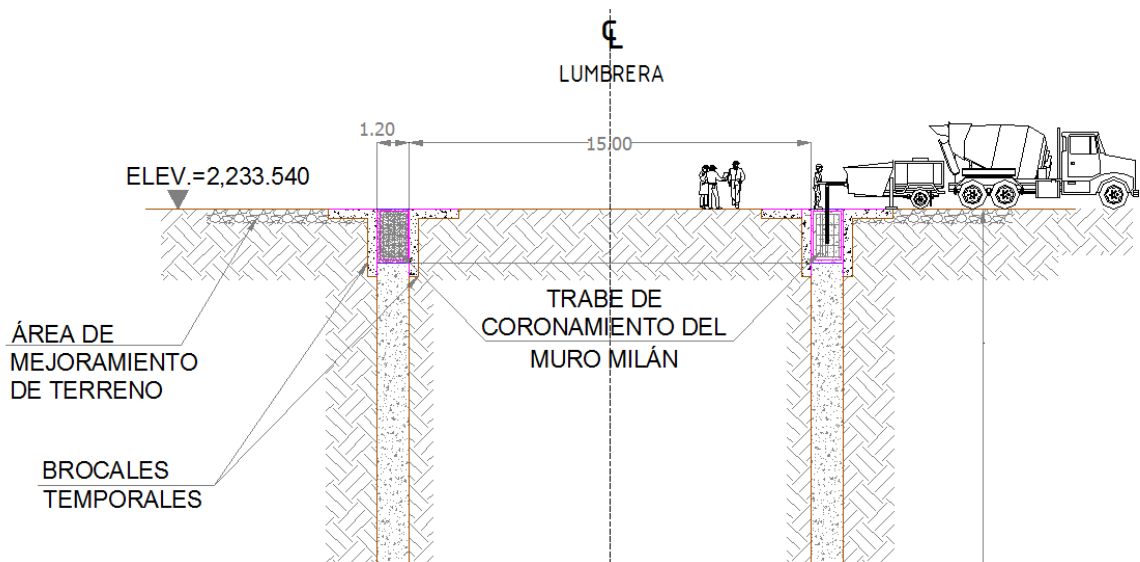 ℄
LUMBRERA
1.20
15.00
ELEV.=2,233.540
TRABE DE
CORONAMIENTO DEL
MURO MILÁN
ÁREA DE
MEJORAMIENTO
DE TERRENO
BROCALES
TEMPORALES